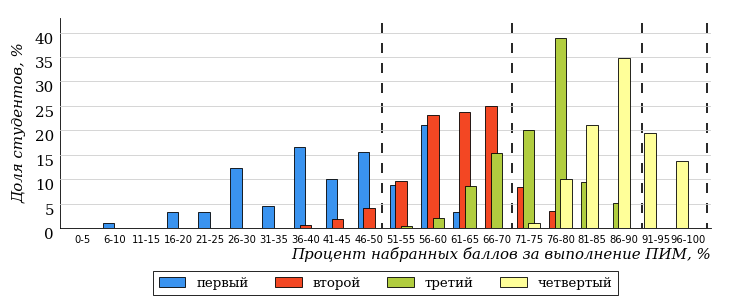 Доля студентов, %
40
35
30
25
20
15
10
5
0
0-5 6-10 11-15 16-20 21-25 26-30 31-35 36-40 41-45 46-50 51-55 56-60 61-65 66-70 71-75 76-80 81-85 86-90 91-95 96-100
Процент набранных баллов за выполнение ПИМ, %
первый второй третий четвертый